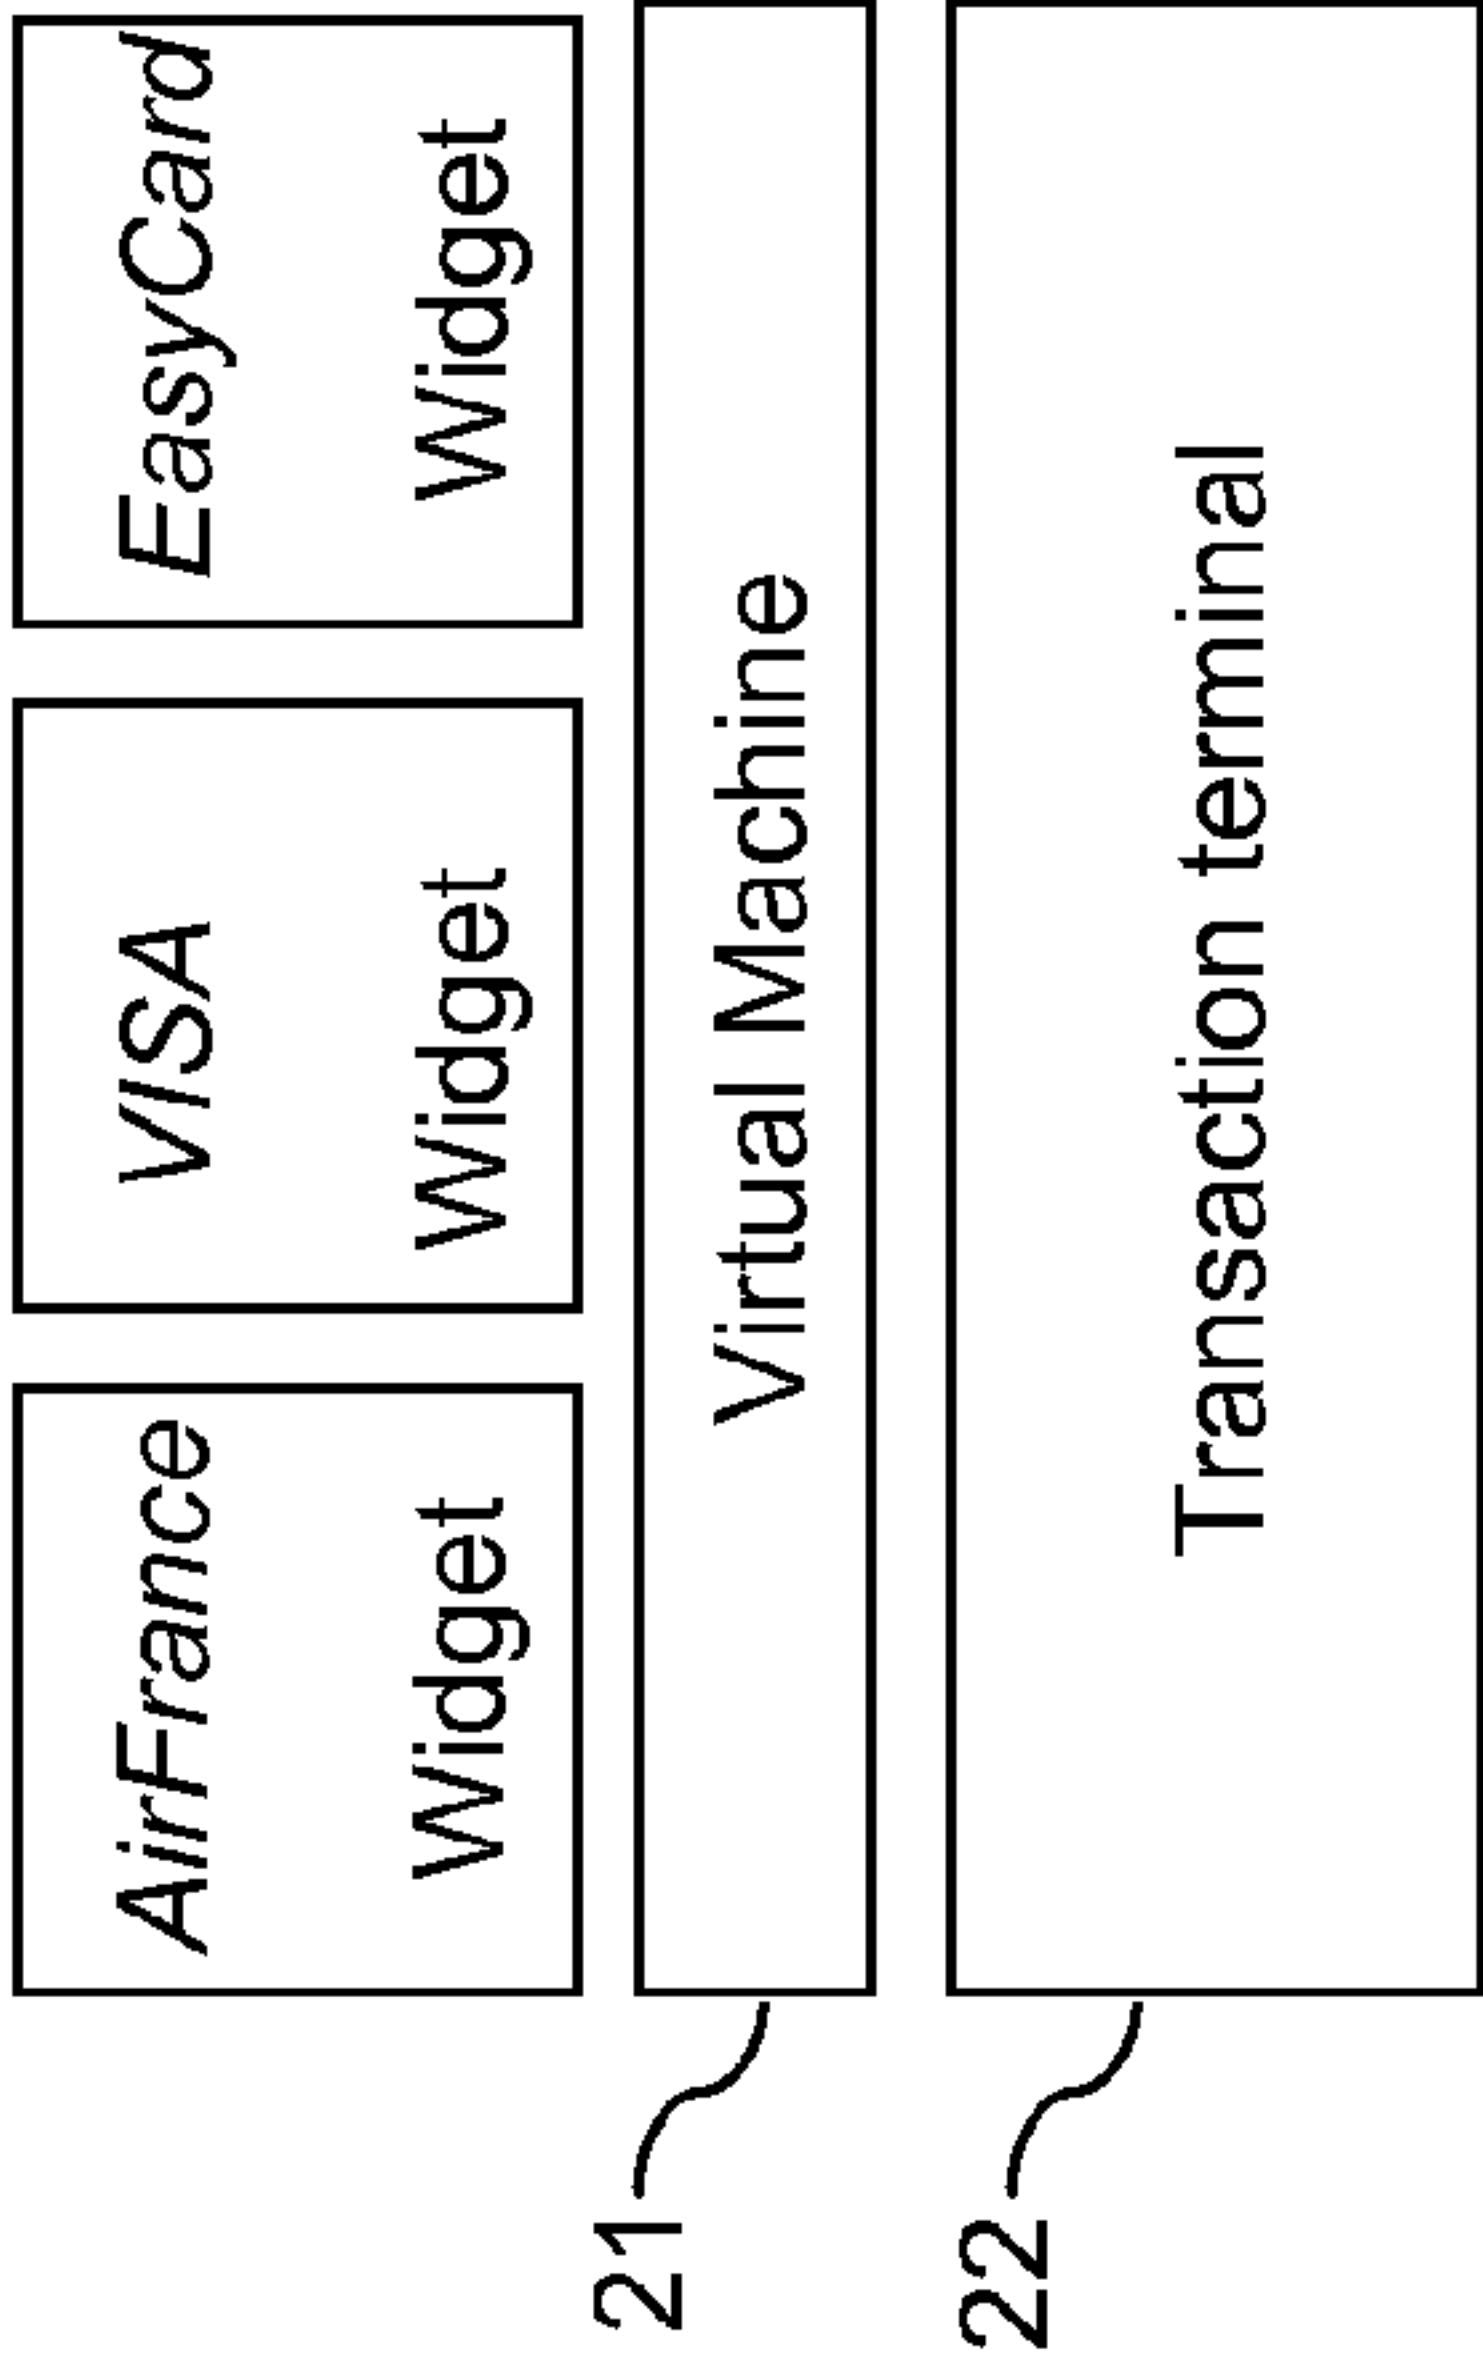 AirFrance
Widget
VISA
Widget
EasyCard
Widget
21
Virtual Machine
22
Transaction terminal